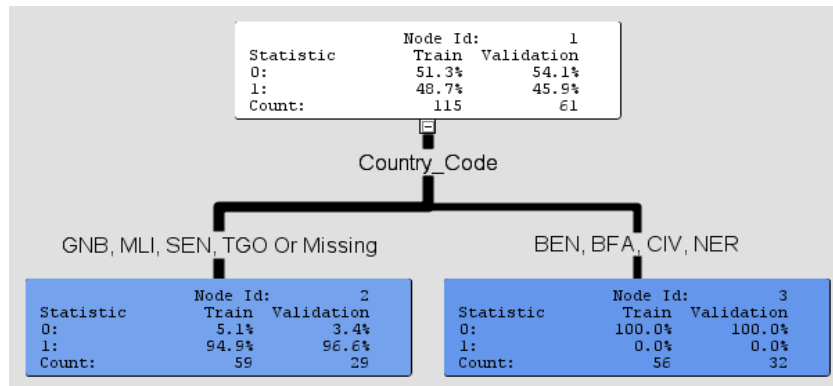 Node Id: 1
Statistic Train Validation
0: 51.3% 54.1%
1: 48.7% 45.9%
Count: 115 61
Country_Code
GNB, MLI, SEN, TGO Or Missing BEN, BFA, CIV, NER
Node Id: 2
Statistic Train Validation
0: 5.1% 3.4%
1: 94.9% 96.6%
Count: 59 29
Node Id: 3
Statistic Train Validation
0: 100.0% 100.0%
1: 0.0% 0.0%
Count: 56 32